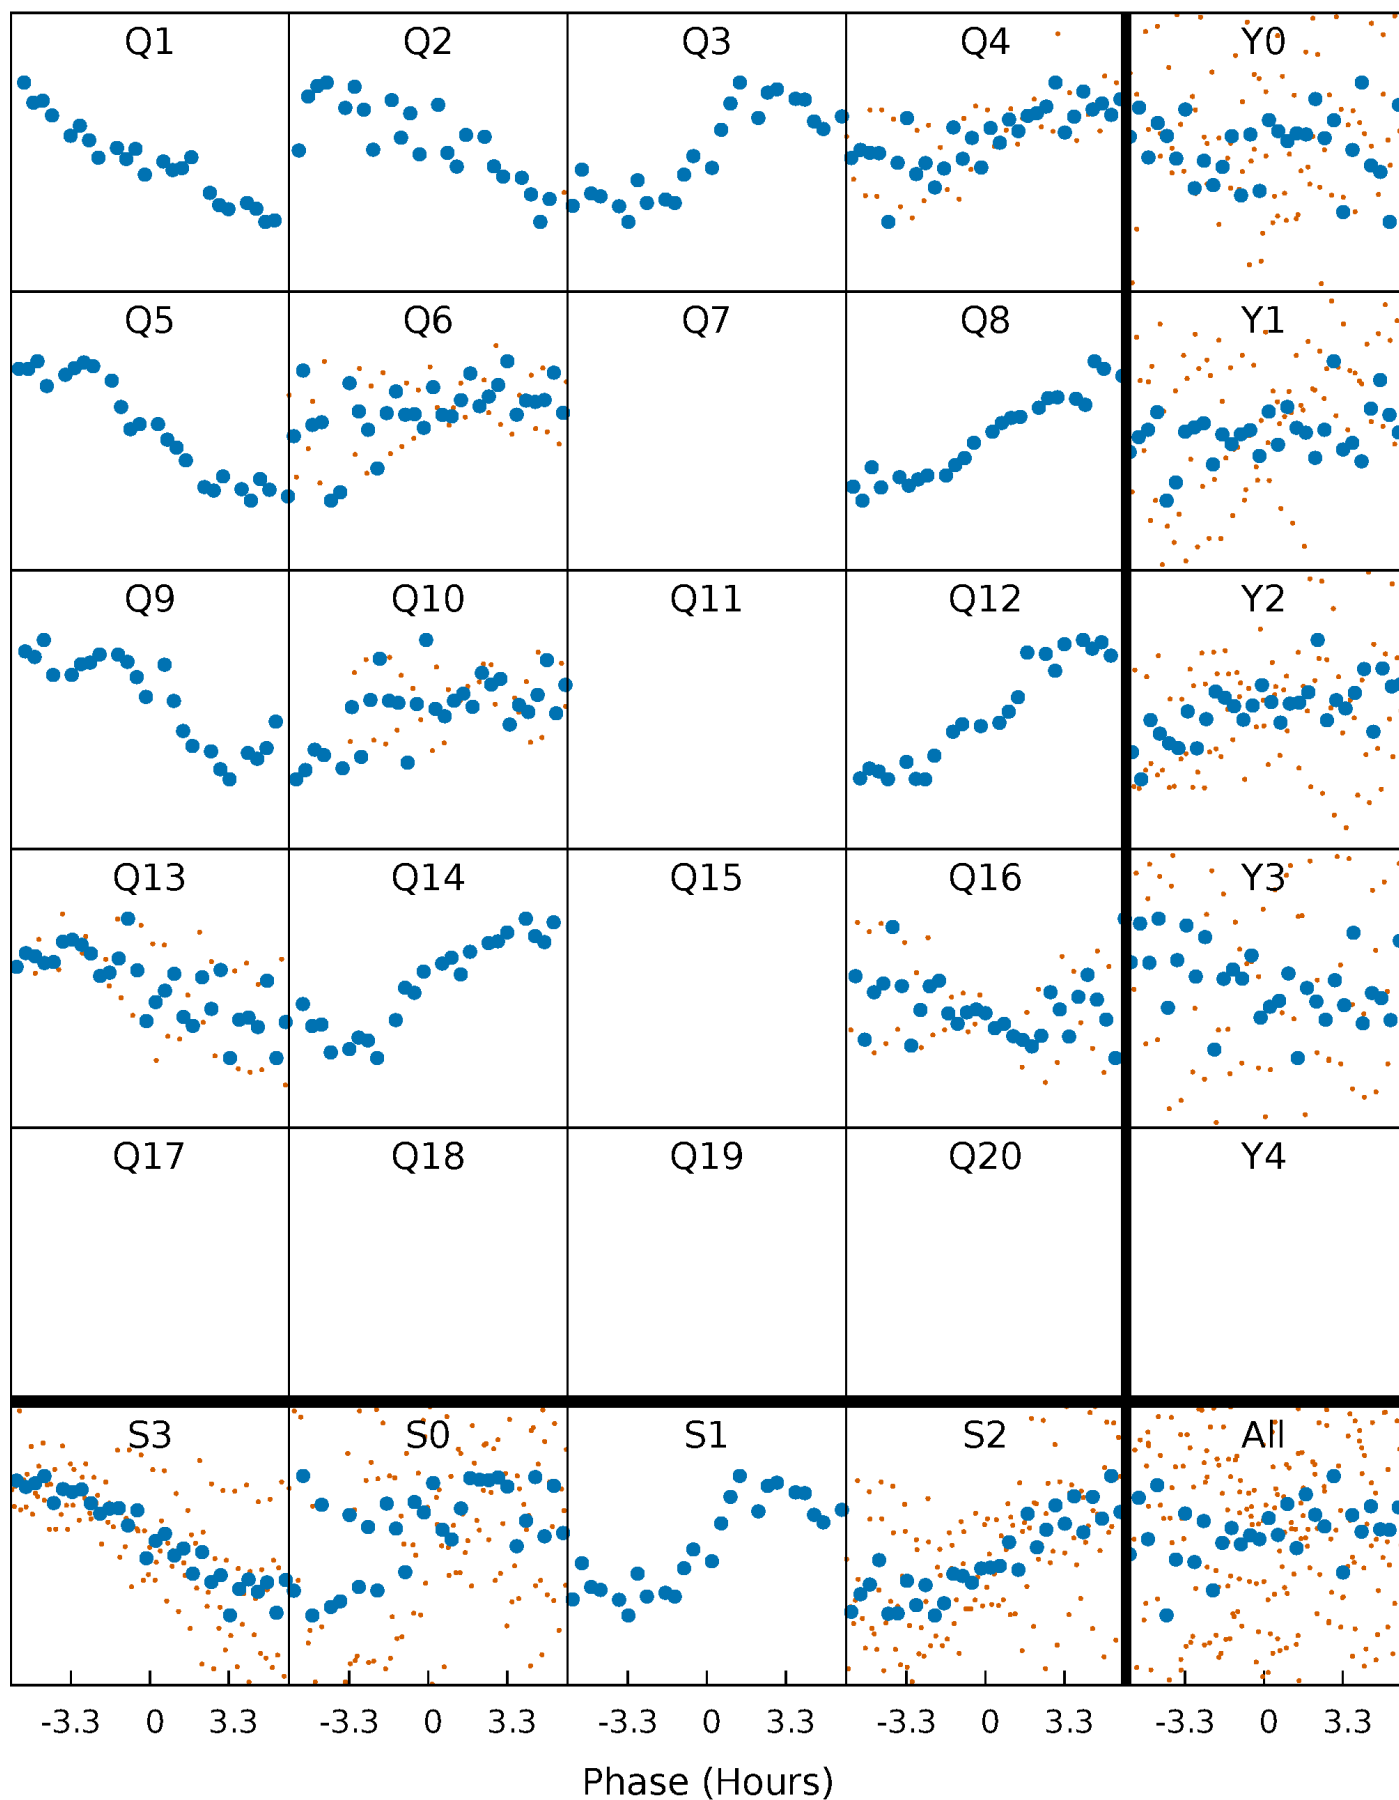 Q1 Q2 Q3 Q4 Y0
Q5 Q6 Q7 Q8 Y1
Q9 Q10 Q11 Q12 Y2
Q13 Q14 Q15 Q16 Y3
Q17 Q18 Q19 Q20 Y4
S3 S0 S1 S2 All
-3.3 0 3.3 -3.3 0 3.3 -3.3 0 3.3 -3.3 0 3.3 -3.3 0 3.3
Phase (Hours)